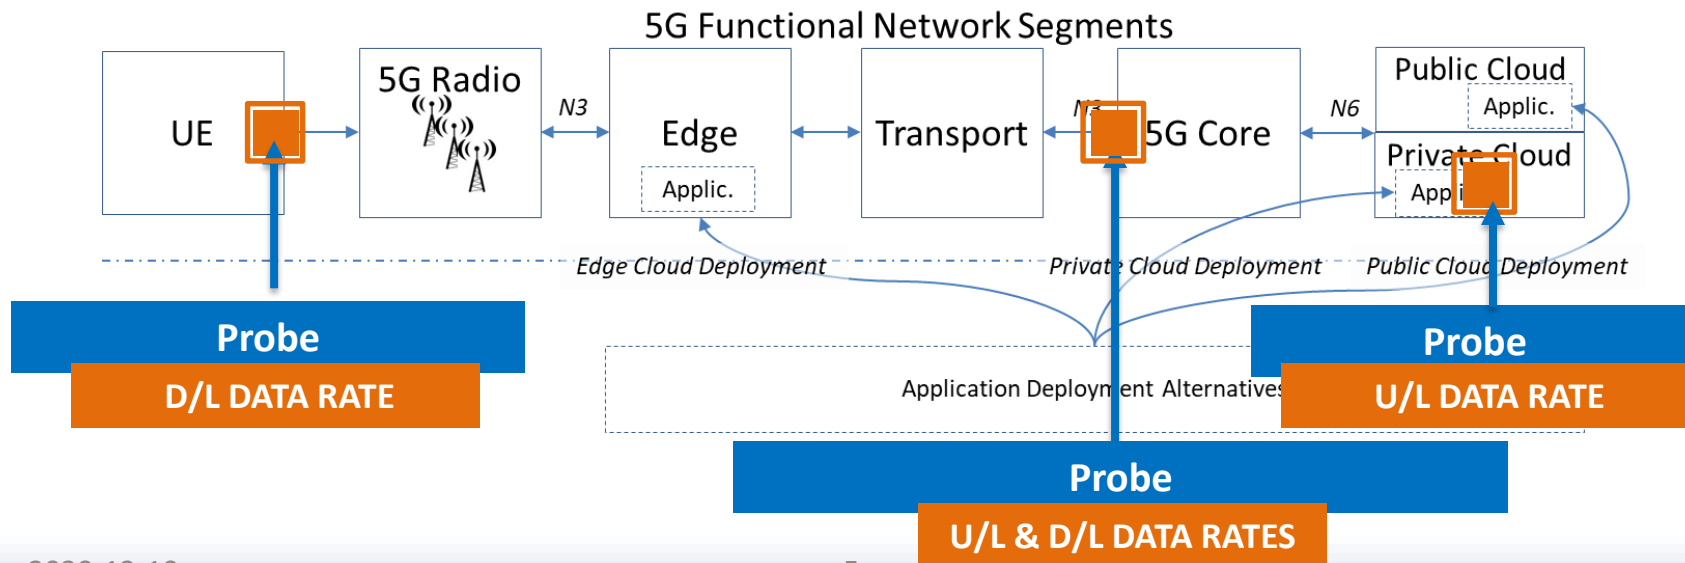 5G Functional Network Segments
UE
5G Radio
N3
Edge
Applic.
Transport
N3
5G Core
N6
Public Cloud
Applic.
Private Cloud
Appli
Edge Cloud Deployment
Private Cloud Deployment
Public Cloud Deployment
Probe
D/L DATA RATE
Application Deployment Alternatives
Probe
U/L DATA RATE
Probe
U/L & D/L DATA RATES